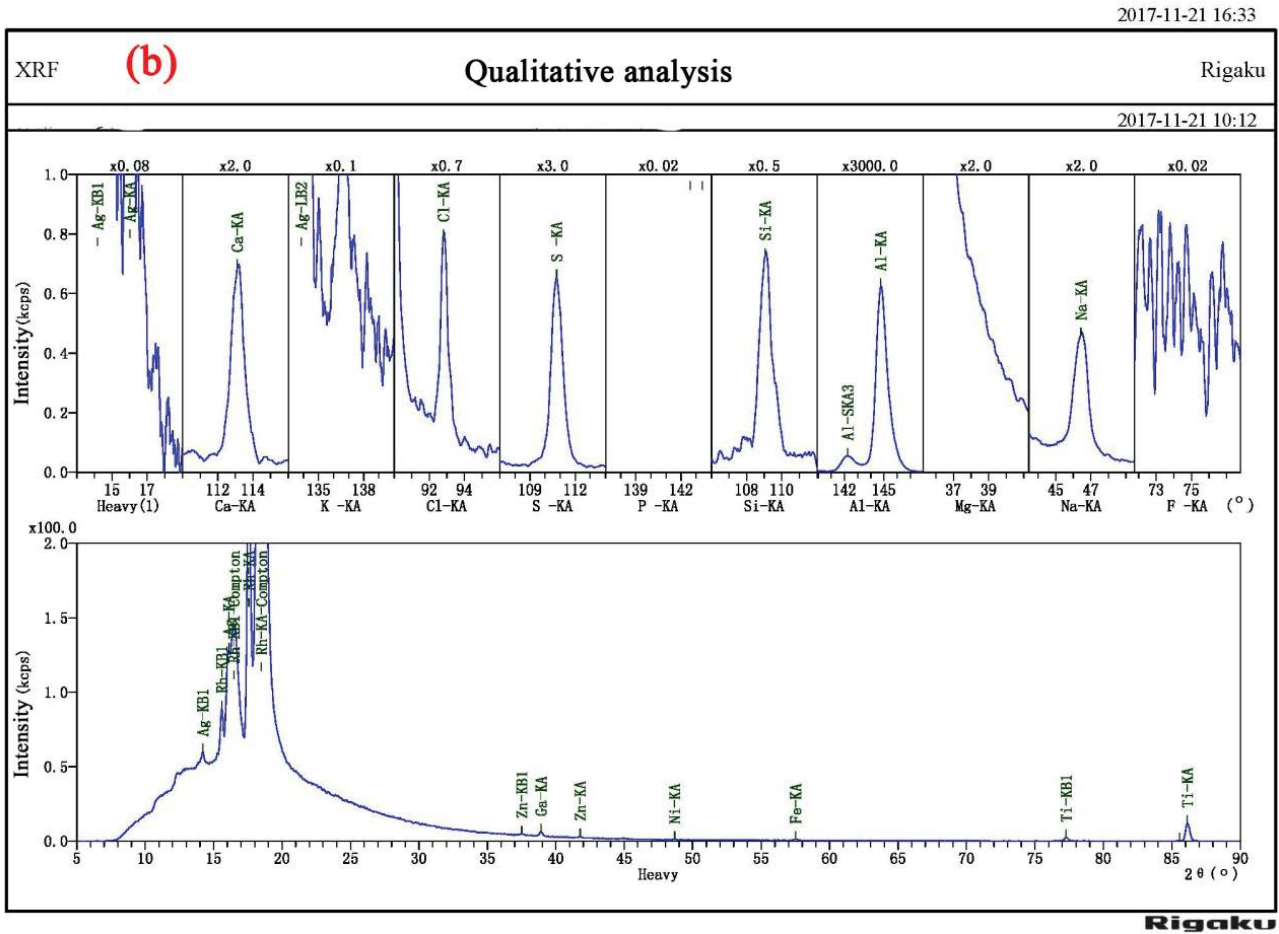 2017-11-21 16:33
XRF (b) Qualitative analysis Rigaku
2017-11-21 10:12
x0.08 x2.0 x0.1 x0.7 x3.0 x0.02 x0.5 x3000.0 x2.0 x2.0 x0.02
Intensity(kcps)
1.0
0.8
0.6
0.4
0.2
0.0
Ag-KB1 Ag-KA Ca-KA Ag-LB2 Cl-KA S -KA Si-KA Al-SKA3 Al-KA Na-KA
15 17 112 114 135 138 92 94 109 112 139 142 108 110 142 145 37 39 45 47 73 75
Heavy(1) Ca-KA K -KA Cl-KA S -KA P -KA Si-KA Al-KA Mg-KA Na-KA F -KA (°)
x100.0
Intensity (kcps)
2.0
1.5
1.0
0.5
0.0
Ag-KB1 Rh-KB1 Rh-KA Rh-KA-Compton Zn-KB1 Ga-KA Zn-KA Ni-KA Fe-KA Ti-KB1 Ti-KA
5 10 15 20 25 30 35 40 45 50 55 60 65 70 75 80 85 90
Heavy 2θ(°)
Rigaku